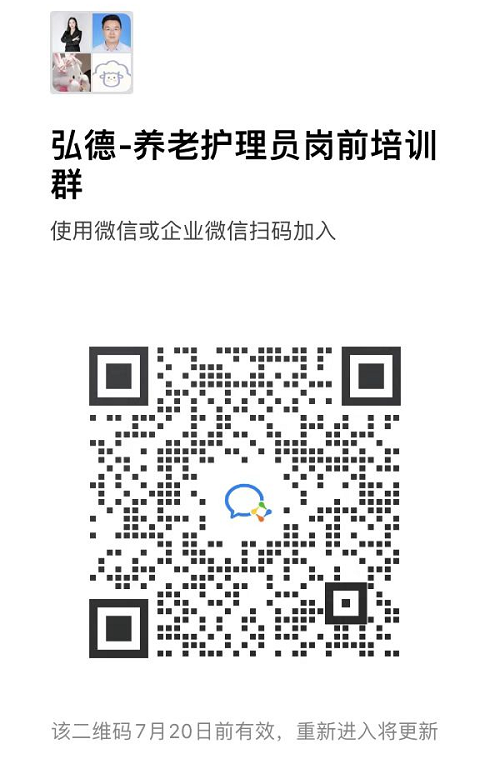 弘德-养老护理员岗前培训
群
使用微信或企业微信扫码加入
该二维码7月20日前有效，重新进入将更新